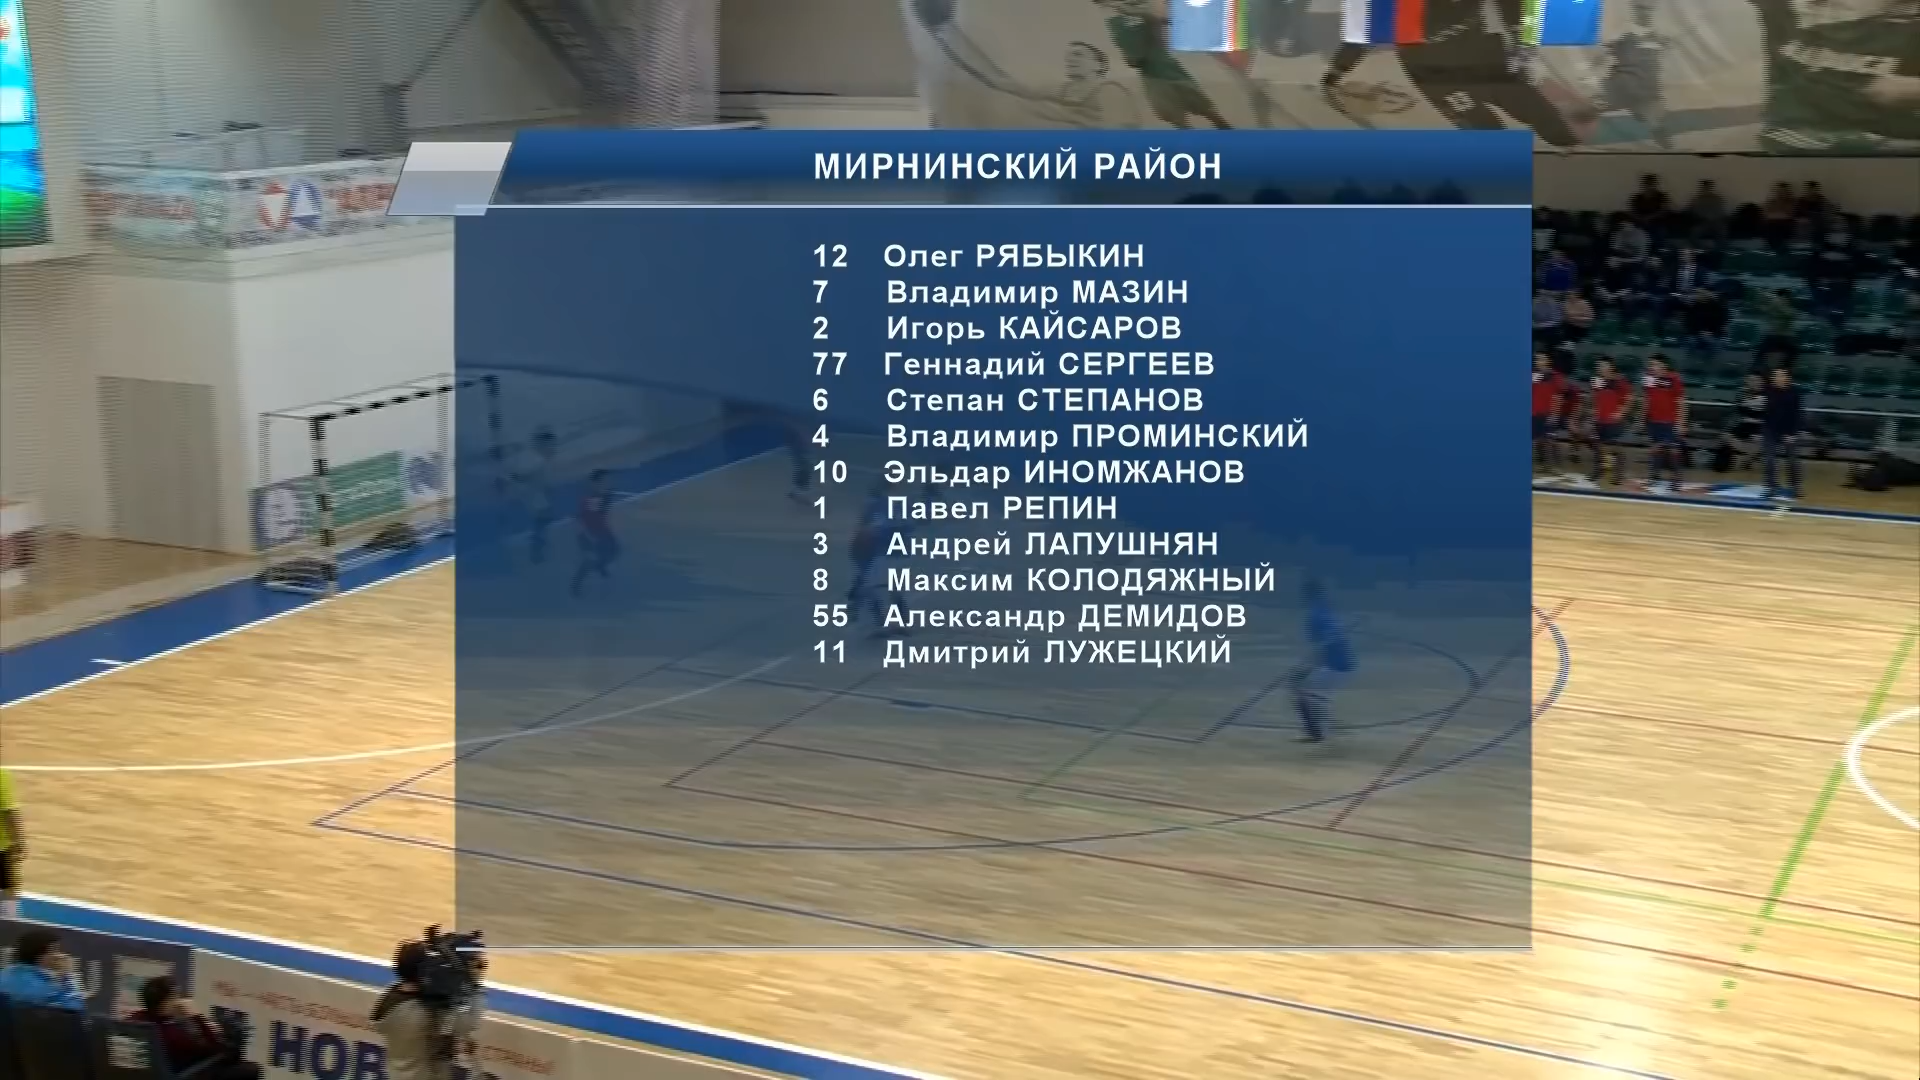 МИРНИНСКИЙ РАЙОН
12 Олег РЯБЫКИН
7 Владимир МАЗИН
2 Игорь КАЙСАРОВ
77 Геннадий СЕРГЕЕВ
6 Степан СТЕПАНОВ
4 Владимир ПРОМИНСКИЙ
10 Эльдар ИНОМЖАНОВ
1 Павел РЕПИН
3 Андрей ЛАПУШНЯН
8 Максим КОЛОДЯЖНЫЙ
55 Александр ДЕМИДОВ
11 Дмитрий ЛУЖЕЦКИЙ